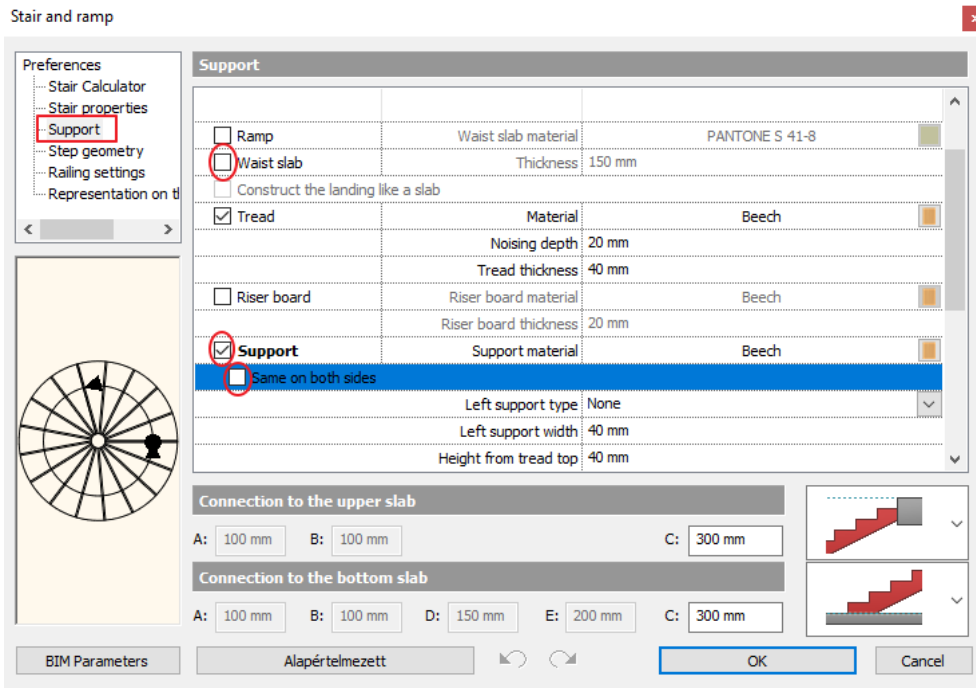 Stair and ramp
Preferences
Stair Calculator
Stair properties
Support
Step geometry
Railing settings
Representation on tl
Support
Ramp Waist slab material PANTONE S 41-8
Waist slab Thickness 150 mm
Construct the landing like a slab
Tread Material Beech
Noising depth 20 mm
Tread thickness 40 mm
Riser board Riser board material Beech
Riser board thickness 20 mm
Support Support material Beech
Same on both sides
Left support type None
Left support width 40 mm
Height from tread top 40 mm
Connection to the upper slab
A: 100 mm B: 100 mm C: 300 mm
Connection to the bottom slab
A: 100 mm B: 100 mm D: 150 mm E: 200 mm C: 300 mm
BIM Parameters Alapértelmezett OK Cancel